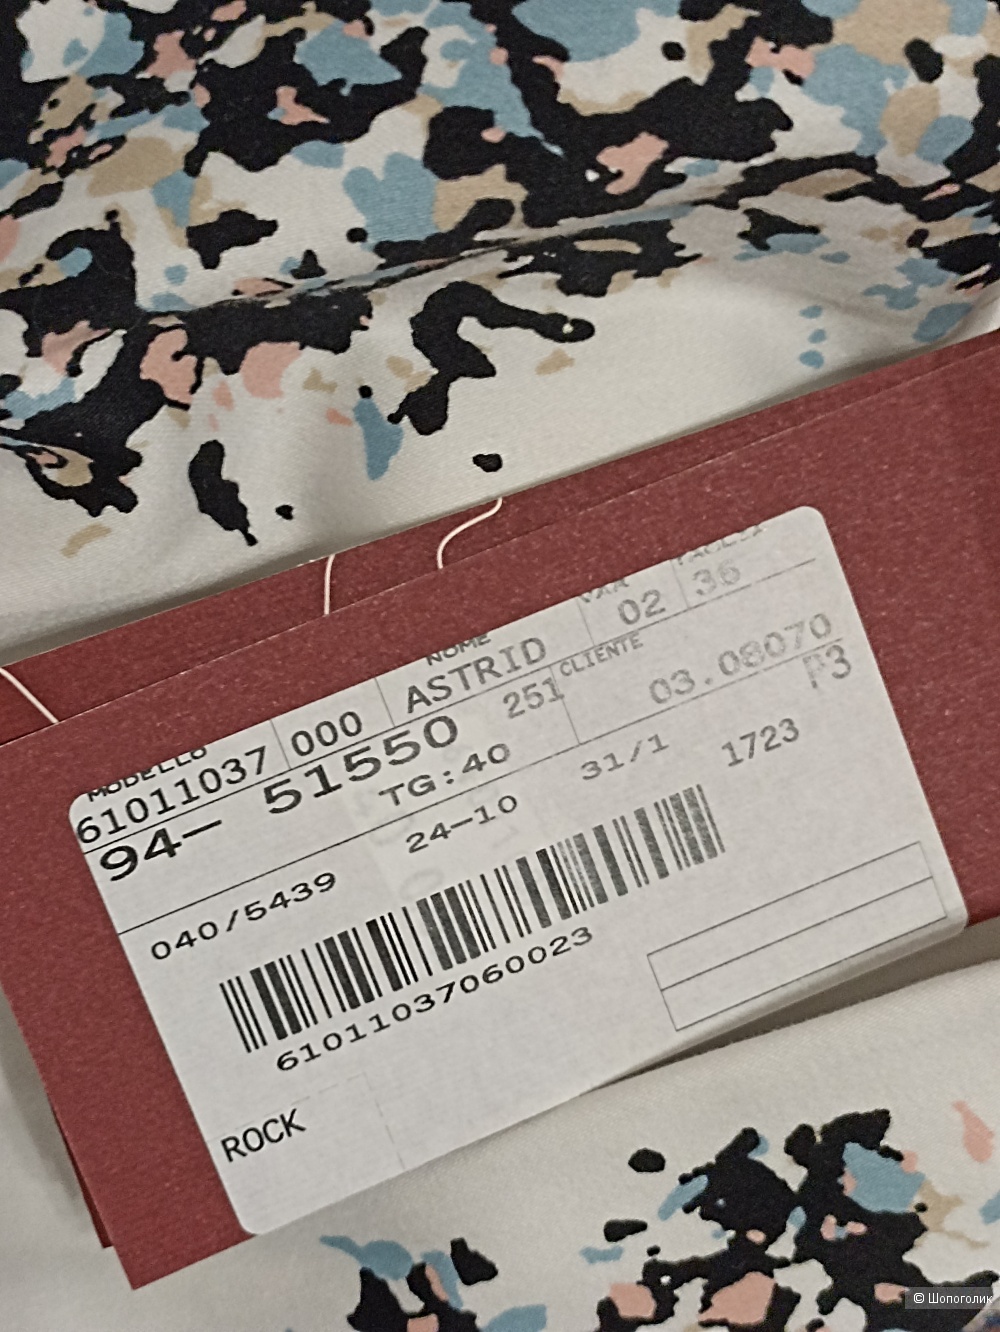 MODELLO NOME VAR TAGLIA
61011037 000 ASTRID 02 36
94- 51550 251 CLIENTE 03.08070
TG:40 P3
040/5439 24-10 31/1 1723
61011037060023
ROCK
© Шопоголик